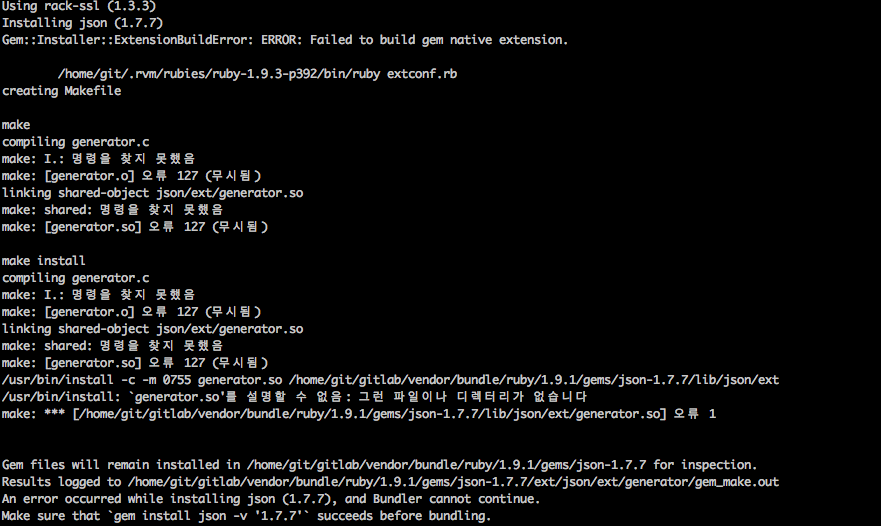 Using rack-ssl (1.3.3)
Installing json (1.7.7)
Gem::Installer::ExtensionBuildError: ERROR: Failed to build gem native extension.
/home/git/.rvm/rubies/ruby-1.9.3-p392/bin/ruby extconf.rb
creating Makefile
make
compiling generator.c
make: I.: 명령을 찾지 못했음
make: [generator.o] 오류 127 (무시됨)
linking shared-object json/ext/generator.so
make: shared: 명령을 찾지 못했음
make: [generator.so] 오류 127 (무시됨)
make install
compiling generator.c
make: I.: 명령을 찾지 못했음
make: [generator.o] 오류 127 (무시됨)
linking shared-object json/ext/generator.so
make: shared: 명령을 찾지 못했음
make: [generator.so] 오류 127 (무시됨)
/usr/bin/install -c -m 0755 generator.so /home/git/gitlab/vendor/bundle/ruby/1.9.1/gems/json-1.7.7/lib/json/ext
/usr/bin/install: `generator.so'를 설명할 수 없음: 그런 파일이나 디렉터리가 없습니다
make: *** [/home/git/gitlab/vendor/bundle/ruby/1.9.1/gems/json-1.7.7/lib/json/ext/generator.so] 오류 1
Gem files will remain installed in /home/git/gitlab/vendor/bundle/ruby/1.9.1/gems/json-1.7.7 for inspection.
Results logged to /home/git/gitlab/vendor/bundle/ruby/1.9.1/gems/json-1.7.7/ext/json/ext/generator/gem_make.out
An error occurred while installing json (1.7.7), and Bundler cannot continue.
Make sure that `gem install json -v '1.7.7'` succeeds before bundling.